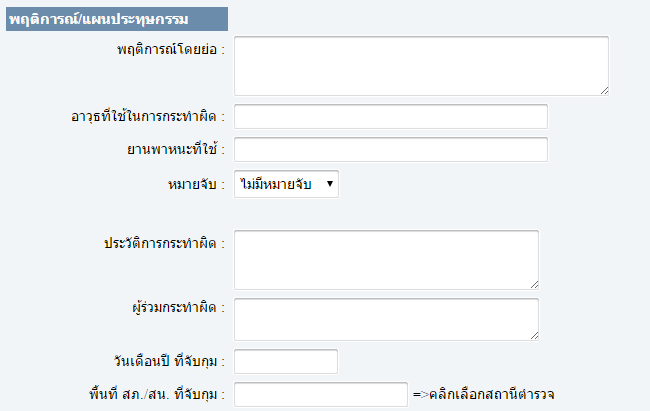 พฤติการณ์/แผนประทุษกรรม
พฤติการณ์โดยย่อ :
อาวุธที่ใช้ในการกระทำผิด :
ยานพาหนะที่ใช้ :
หมายจับ : ไม่มีหมายจับ
ประวัติการกระทำผิด :
ผู้ร่วมกระทำผิด :
วันเดือนปี ที่จับกุม :
พื้นที่ สภ./สน. ที่จับกุม : =>คลิกเลือกสถานีตำรวจ